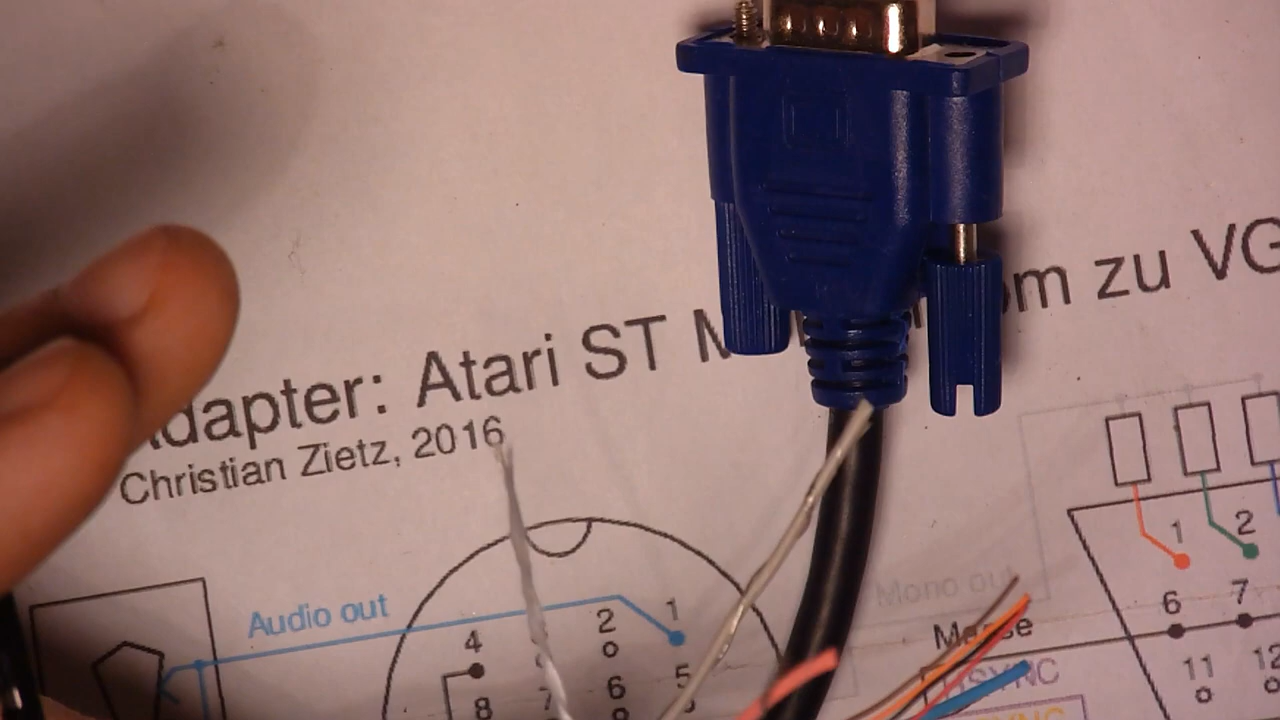 Adapter: Atari ST M om zu VG
Christian Zietz, 2016
Audio out
Mono out
Masse
HSYNC
4 2 1
8 7 6 5
1 2
6 7
11 12